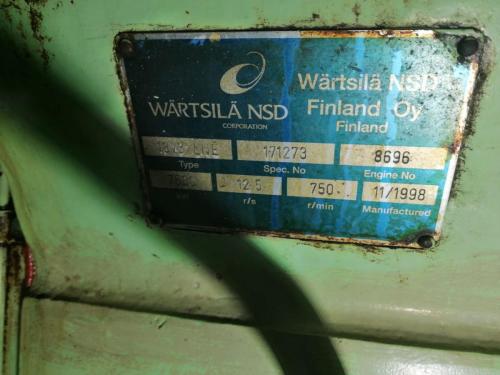 WÄRTSILÄ NSD
CORPORATION
Wärtsilä NSD
Finland Oy
Finland
171273 8696
Type Spec. No Engine No
12.5 750 11/1998
r/s r/min Manufactured